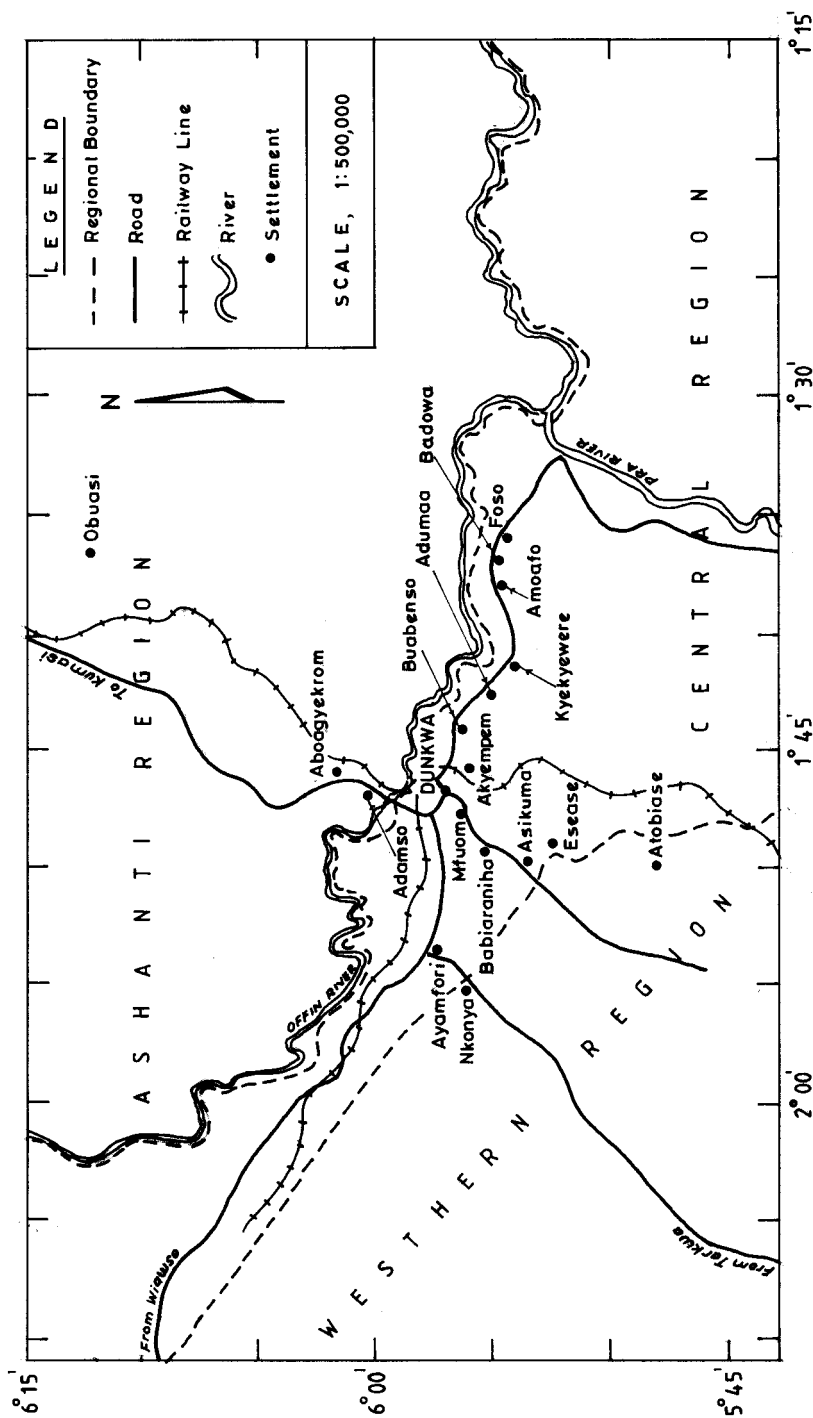 LEGEND
Regional Boundary
Road
Railway Line
River
Settlement
SCALE, 1:500,000
N
Obuasi
ASHANTI REGION
To Kumasi
Aboagyekrom
Adamso
OFFIN RIVER
From Wiawso
DUNKWA
Buabenso
Adumaa
Badowa
Foso
Amoafo
Kyekyewere
Akyempem
Mfuom
Babiaraniha
Asikuma
Esease
Atobiase
Ayamfori
Nkonya
PRA RIVER
CENTRAL REGION
WESTHERN REGION
From Tarkwa
6°15'
6°00'
5°45'
2°00'
1°45'
1°30'
1°15'